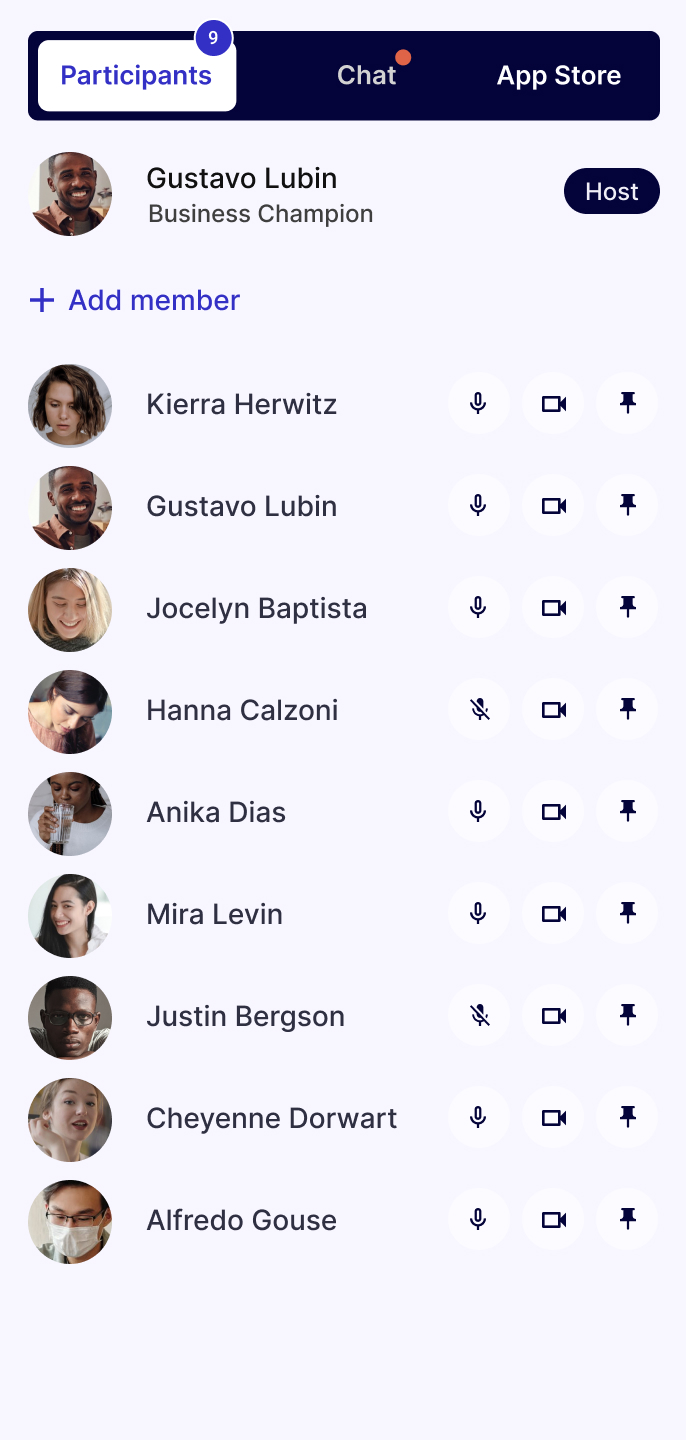 9
Participants Chat App Store
Gustavo Lubin
Business Champion
Host
Add member
Kierra Herwitz
Gustavo Lubin
Jocelyn Baptista
Hanna Calzoni
Anika Dias
Mira Levin
Justin Bergson
Cheyenne Dorwart
Alfredo Gouse